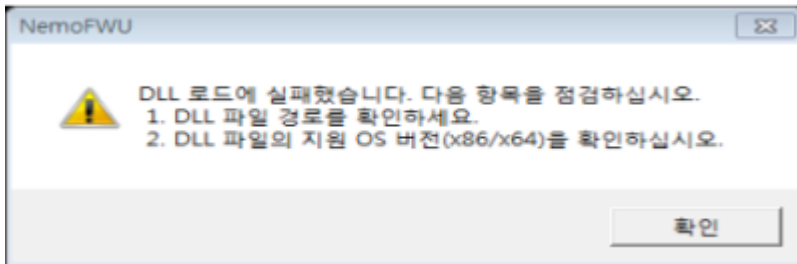 NemoFWU
DLL 로드에 실패했습니다. 다음 항목을 점검하십시오.
1. DLL 파일 경로를 확인하세요.
2. DLL 파일의 지원 OS 버전(x86/x64)을 확인하십시오.
확인